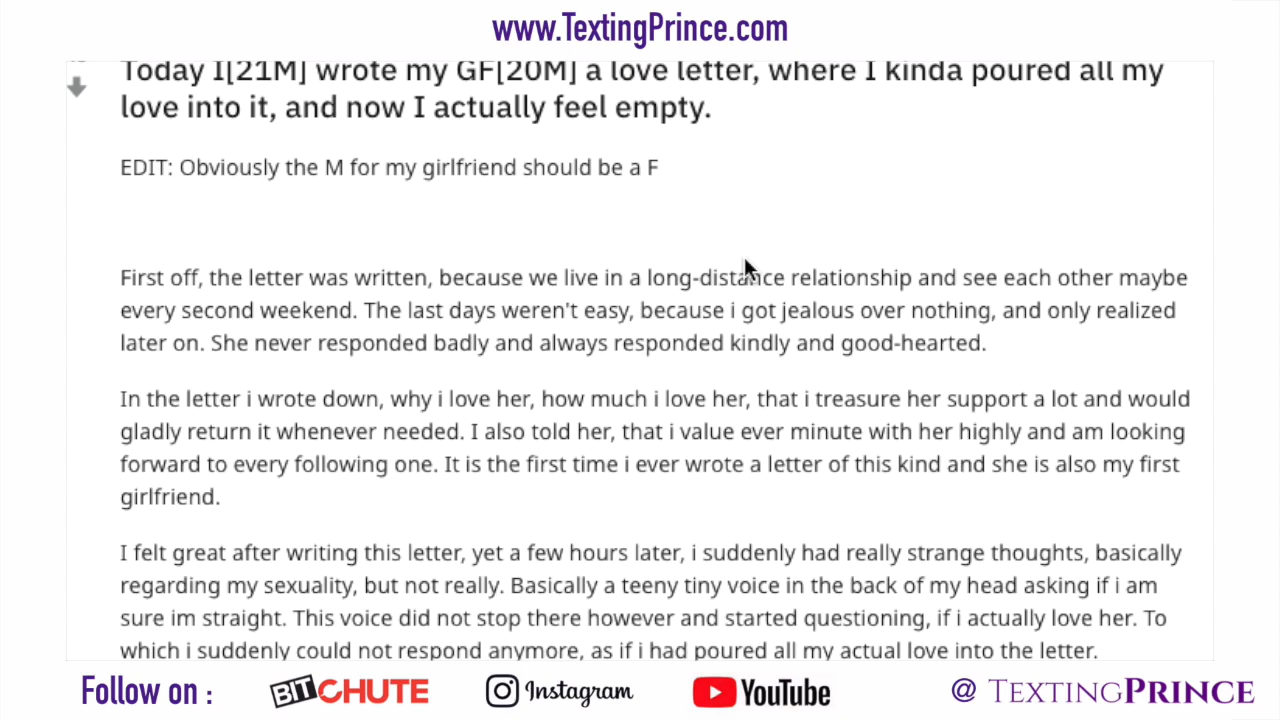 www.TextingPrince.com
Today I[21M] wrote my GF[20M] a love letter, where I kinda poured all my
love into it, and now I actually feel empty.
EDIT: Obviously the M for my girlfriend should be a F
First off, the letter was written, because we live in a long-distance relationship and see each other maybe
every second weekend. The last days weren't easy, because i got jealous over nothing, and only realized
later on. She never responded badly and always responded kindly and good-hearted.
In the letter i wrote down, why i love her, how much i love her, that i treasure her support a lot and would
gladly return it whenever needed. I also told her, that i value ever minute with her highly and am looking
forward to every following one. It is the first time i ever wrote a letter of this kind and she is also my first
girlfriend.
I felt great after writing this letter, yet a few hours later, i suddenly had really strange thoughts, basically
regarding my sexuality, but not really. Basically a teeny tiny voice in the back of my head asking if i am
sure im straight. This voice did not stop there however and started questioning, if i actually love her. To
which i suddenly could not respond anymore, as if i had poured all my actual love into the letter.
Follow on : BITCHUTE Instagram YouTube @ TEXTINGPRINCE